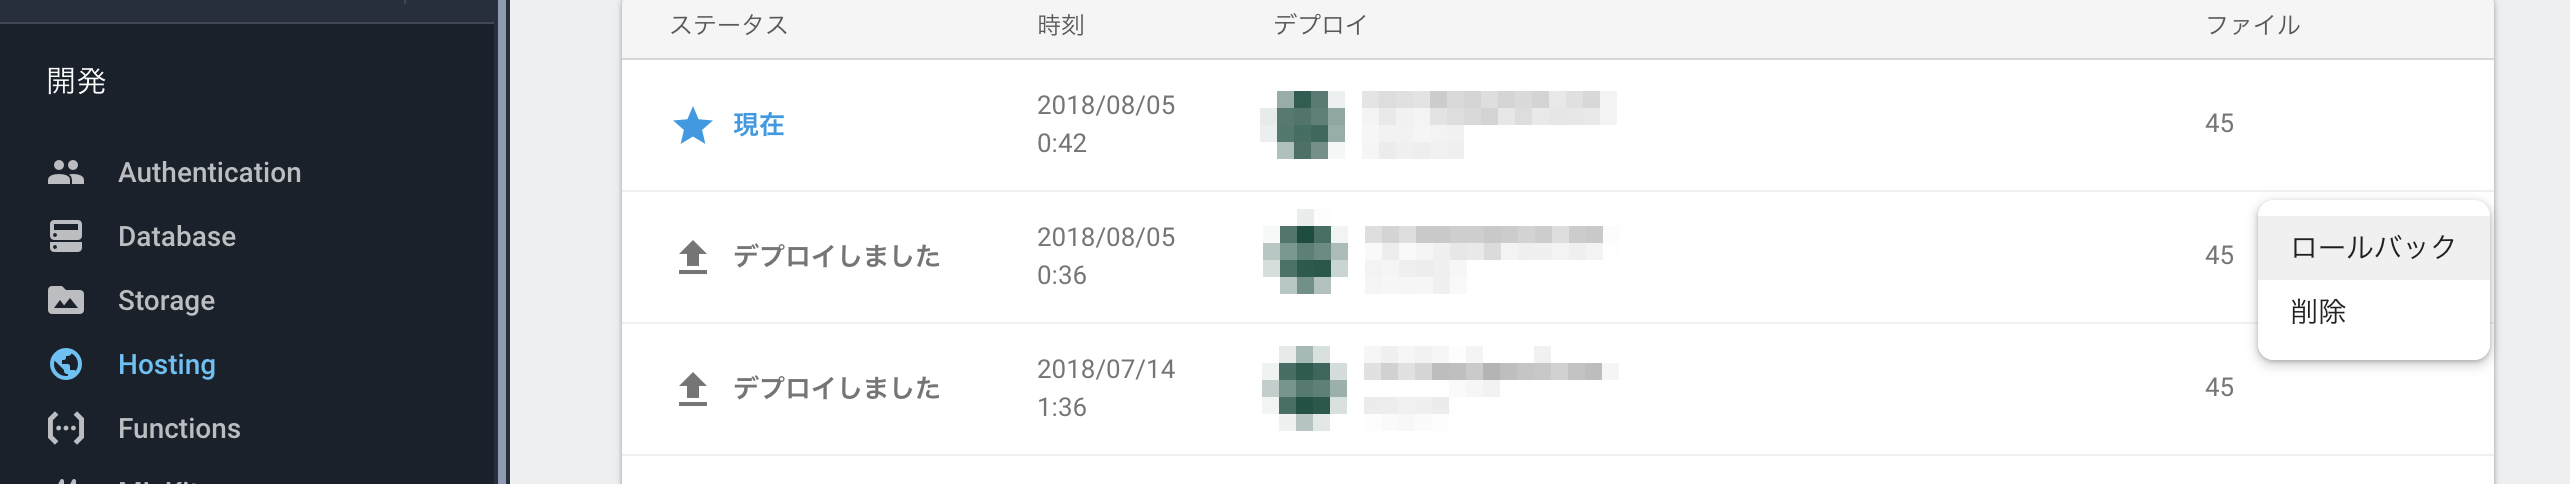 開発
Authentication
Database
Storage
Hosting
Functions
ステータス 時刻 デプロイ ファイル
現在 2018/08/05 0:42 45
デプロイしました 2018/08/05 0:36 45
ロールバック
削除
デプロイしました 2018/07/14 1:36 45